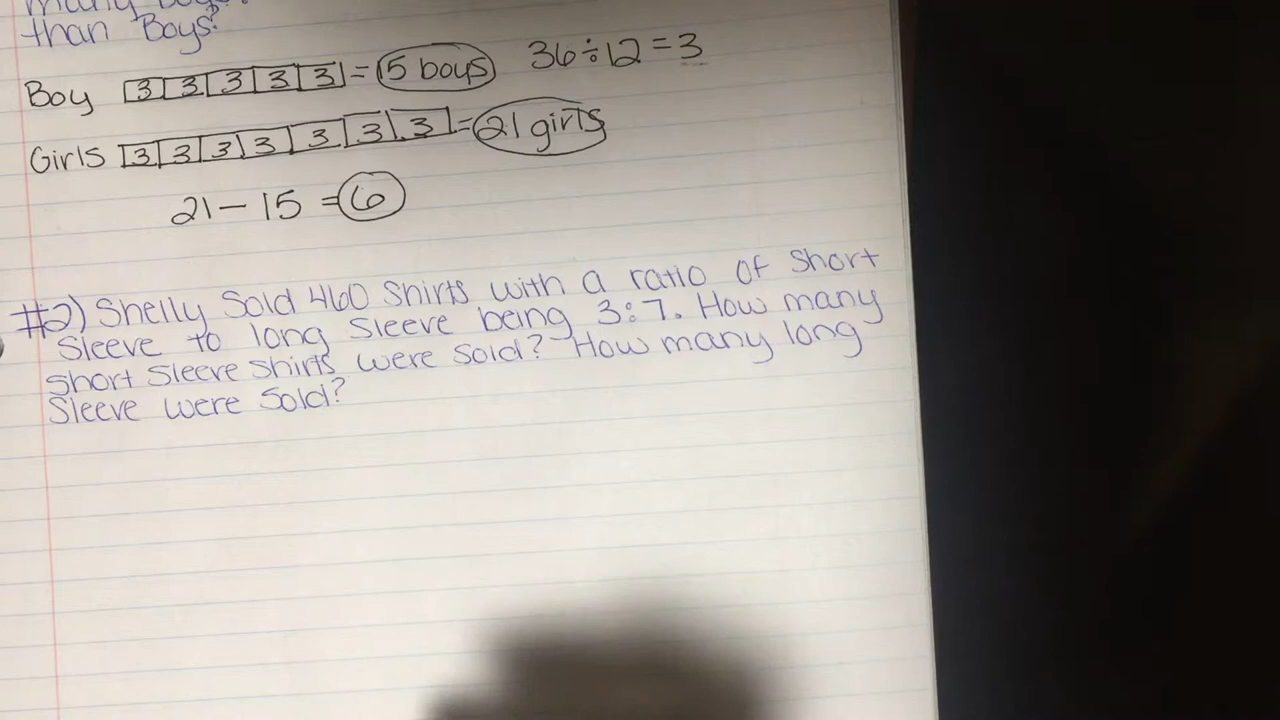 than Boys?
Boy 3 3 3 3 3 = 15 boys 36÷12=3
Girls 3 3 3 3 3 3 3 = 21 girls
21 - 15 = 6
#2) Shelly Sold 460 Shirts with a ratio of Short
Sleeve to long Sleeve being 3:7. How many
Short Sleeve Shirts were Sold? How many long
Sleeve were Sold?